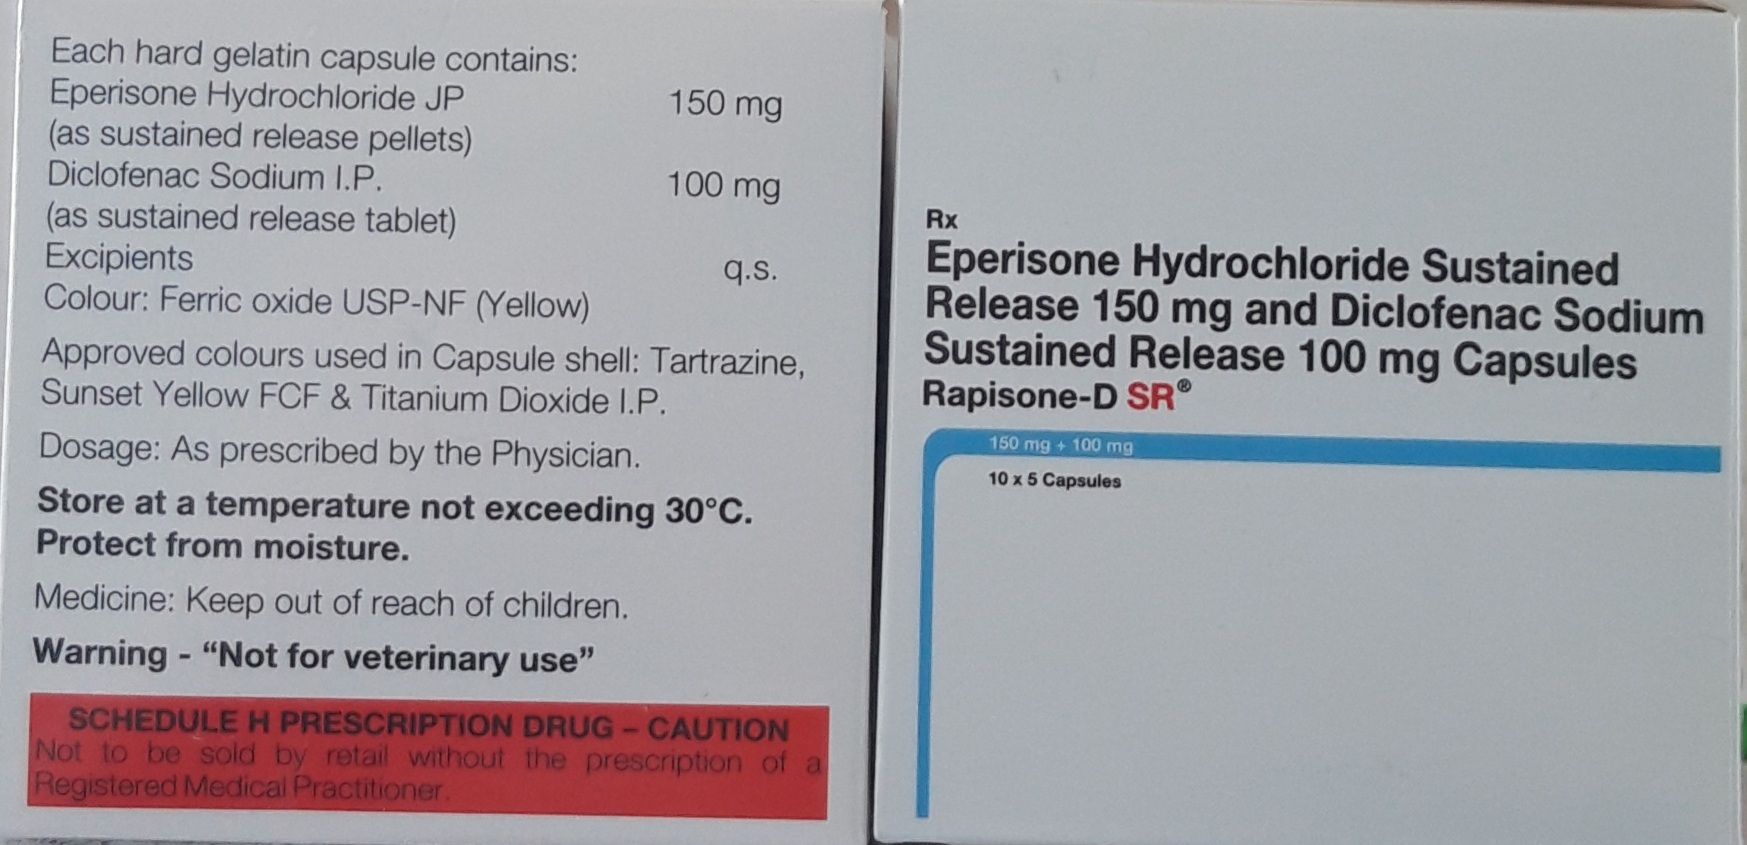 Each hard gelatin capsule contains:
Eperisone Hydrochloride JP 150 mg
(as sustained release pellets)
Diclofenac Sodium I.P. 100 mg
(as sustained release tablet)
Excipients q.s.
Colour: Ferric oxide USP-NF (Yellow)
Approved colours used in Capsule shell: Tartrazine,
Sunset Yellow FCF & Titanium Dioxide I.P.
Dosage: As prescribed by the Physician.
Store at a temperature not exceeding 30°C.
Protect from moisture.
Medicine: Keep out of reach of children.
Warning - “Not for veterinary use”
SCHEDULE H PRESCRIPTION DRUG – CAUTION
Not to be sold by retail without the prescription of a
Registered Medical Practitioner.
Rx
Eperisone Hydrochloride Sustained
Release 150 mg and Diclofenac Sodium
Sustained Release 100 mg Capsules
Rapisone-D SR®
150 mg + 100 mg
10 x 5 Capsules